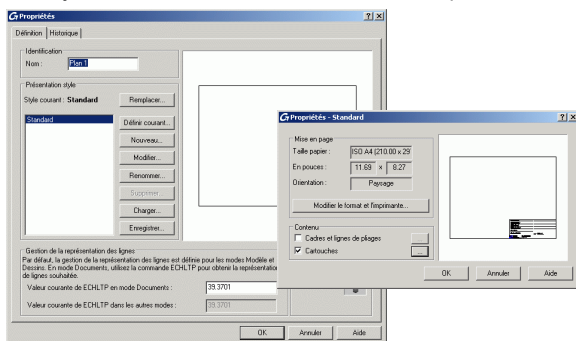 Propriétés
Définition Historique
Identification
Nom : Plan 1
Présentation style
Style courant : Standard
Remplacer...
Standard
Définir courant...
Nouveau...
Modifier...
Renommer...
Supprimer
Charger...
Enregistrer...
Gestion de la représentation des lignes
Par défaut, la gestion de la représentation des lignes est définie pour les modes Modèle et
Dessins. En mode Documents, utilisez la commande ECHLTP pour obtenir la représentation
de lignes souhaitée.
Valeur courante de ECHLTP en mode Documents : 39.3701
Valeur courante de ECHLTP dans les autres modes : 39.3701
OK Annuler Aide
Propriétés - Standard
Mise en page
Taille papier : ISO A4 (210.00 x 29
En pouces : 11.69 x 8.27
Orientation : Paysage
Modifier le format et l'imprimante...
Contenu
Cadres et lignes de pliages
Cartouches ...
OK Annuler Aide